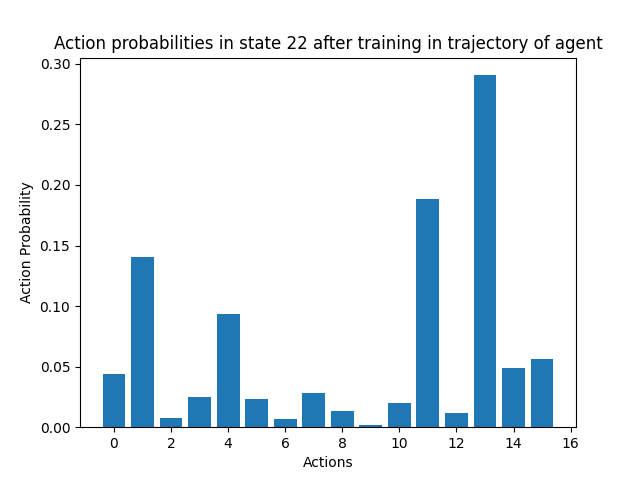 Action probabilities in state 22 after training in trajectory of agent
0.30
0.25
0.20
0.15
0.10
0.05
0.00
Action Probability
0 2 4 6 8 10 12 14 16
Actions